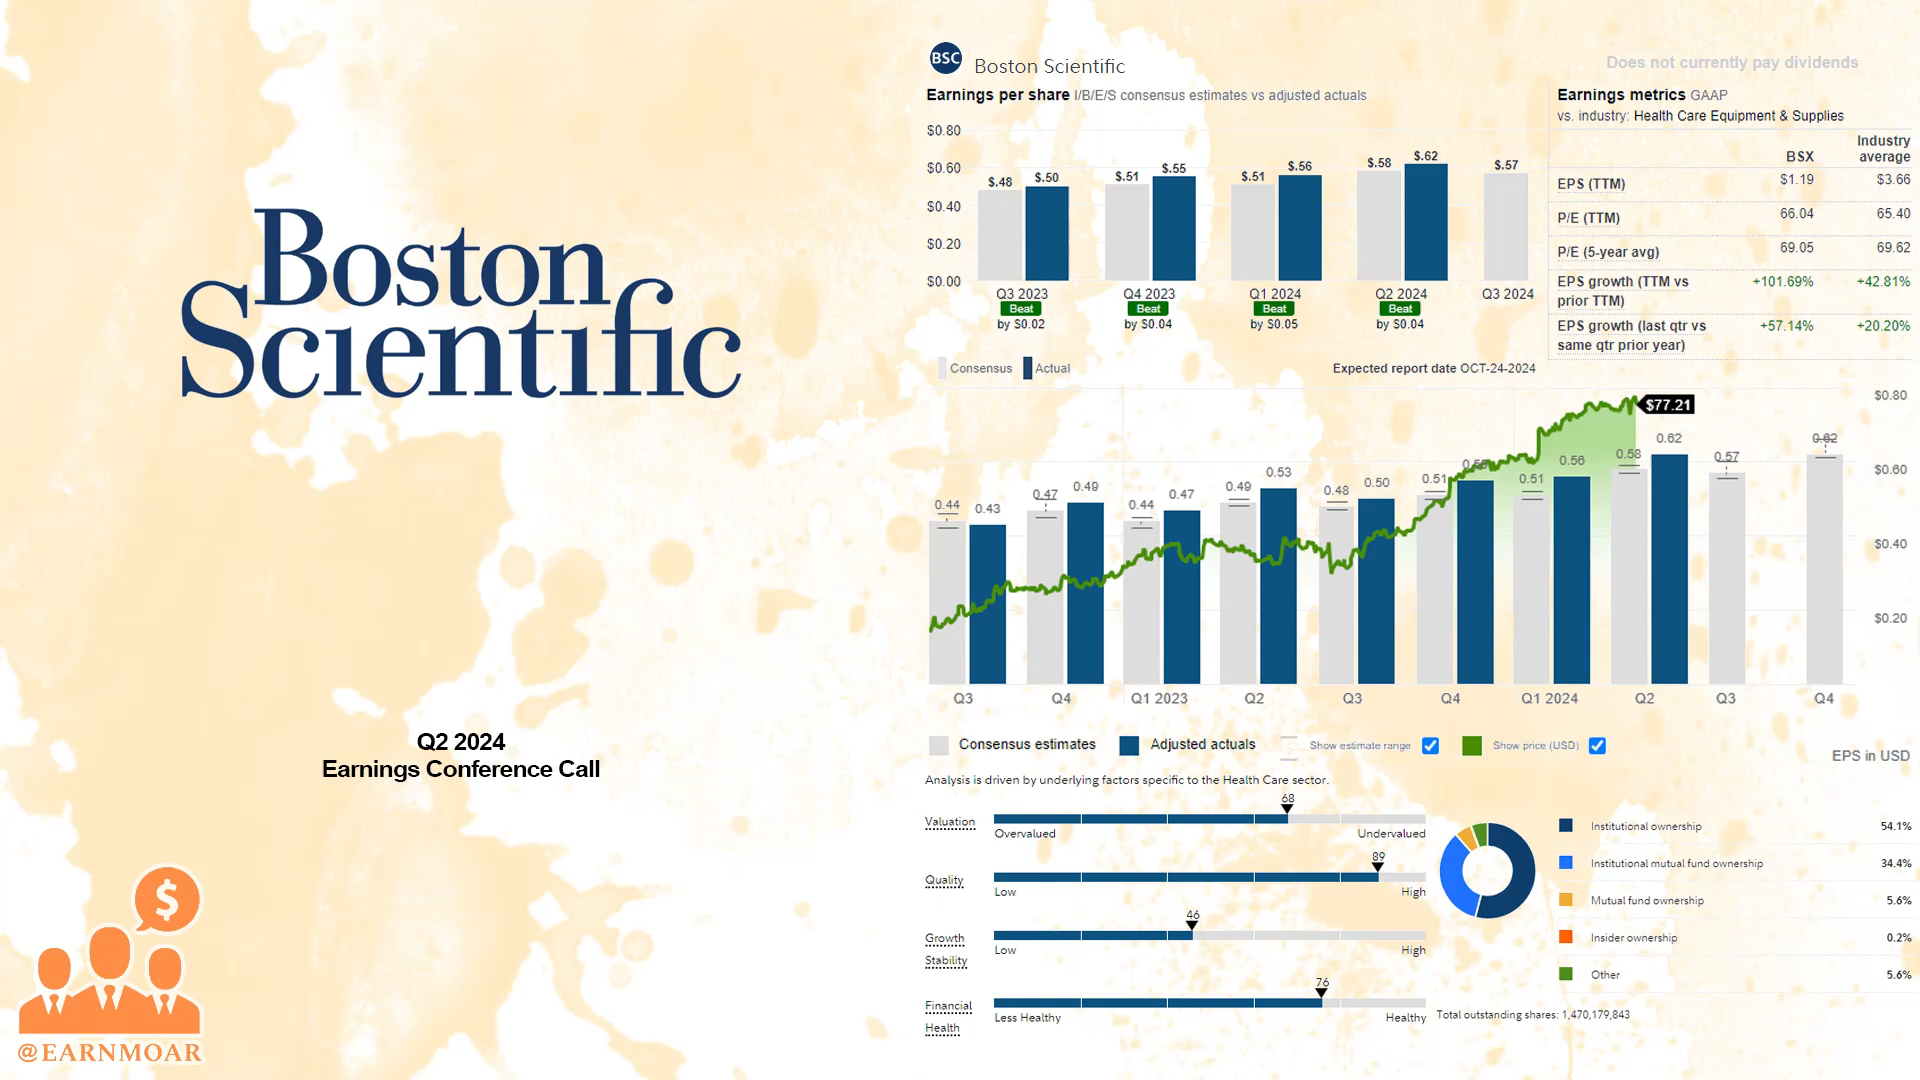 Boston
Scientific
Q2 2024
Earnings Conference Call
$
@EARNMOAR
BSC
Boston Scientific
Does not currently pay dividends
Earnings per share I/B/E/S consensus estimates vs adjusted actuals
$0.80
$0.60
$0.40
$0.20
$0.00
$.48
$.50
$.51
$.55
$.51
$.56
$.58
$.62
$.57
Q3 2023
Q4 2023
Q1 2024
Q2 2024
Q3 2024
Beat
Beat
Beat
Beat
by $0.02
by $0.04
by $0.05
by $0.04
Consensus
Actual
Expected report date OCT-24-2024
Earnings metrics GAAP
vs. industry: Health Care Equipment & Supplies
BSX
Industry
average
EPS (TTM)
$1.19
$3.66
P/E (TTM)
66.04
65.40
P/E (5-year avg)
69.05
69.62
EPS growth (TTM vs
prior TTM)
+101.69%
+42.81%
EPS growth (last qtr vs
same qtr prior year)
+57.14%
+20.20%
$77.21
$0.80
$0.60
$0.40
$0.20
0.44
0.43
0.47
0.49
0.44
0.47
0.49
0.53
0.48
0.50
0.51
0.55
0.51
0.56
0.58
0.62
0.57
0.62
Q3
Q4
Q1 2023
Q2
Q3
Q4
Q1 2024
Q2
Q3
Q4
Consensus estimates
Adjusted actuals
Show estimate range
Show price (USD)
EPS in USD
Analysis is driven by underlying factors specific to the Health Care sector.
Valuation
68
Overvalued
Undervalued
Quality
89
Low
High
Growth
Stability
46
Low
High
Financial
Health
76
Less Healthy
Healthy
Institutional ownership
54.1%
Institutional mutual fund ownership
34.4%
Mutual fund ownership
5.6%
Insider ownership
0.2%
Other
5.6%
Total outstanding shares: 1,470,179,843